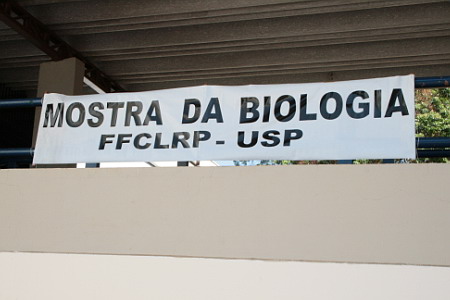 MOSTRA DA BIOLOGIA
FFCLRP - USP